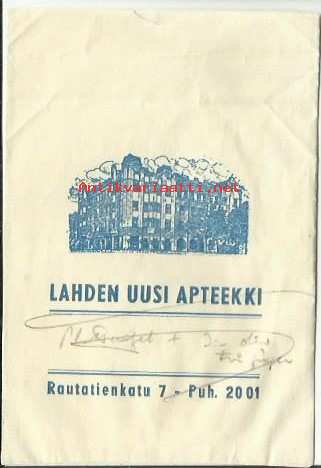 Antikvariaatti.net
LAHDEN UUSI APTEEKKI
Rautatienkatu 7 - Puh. 2001